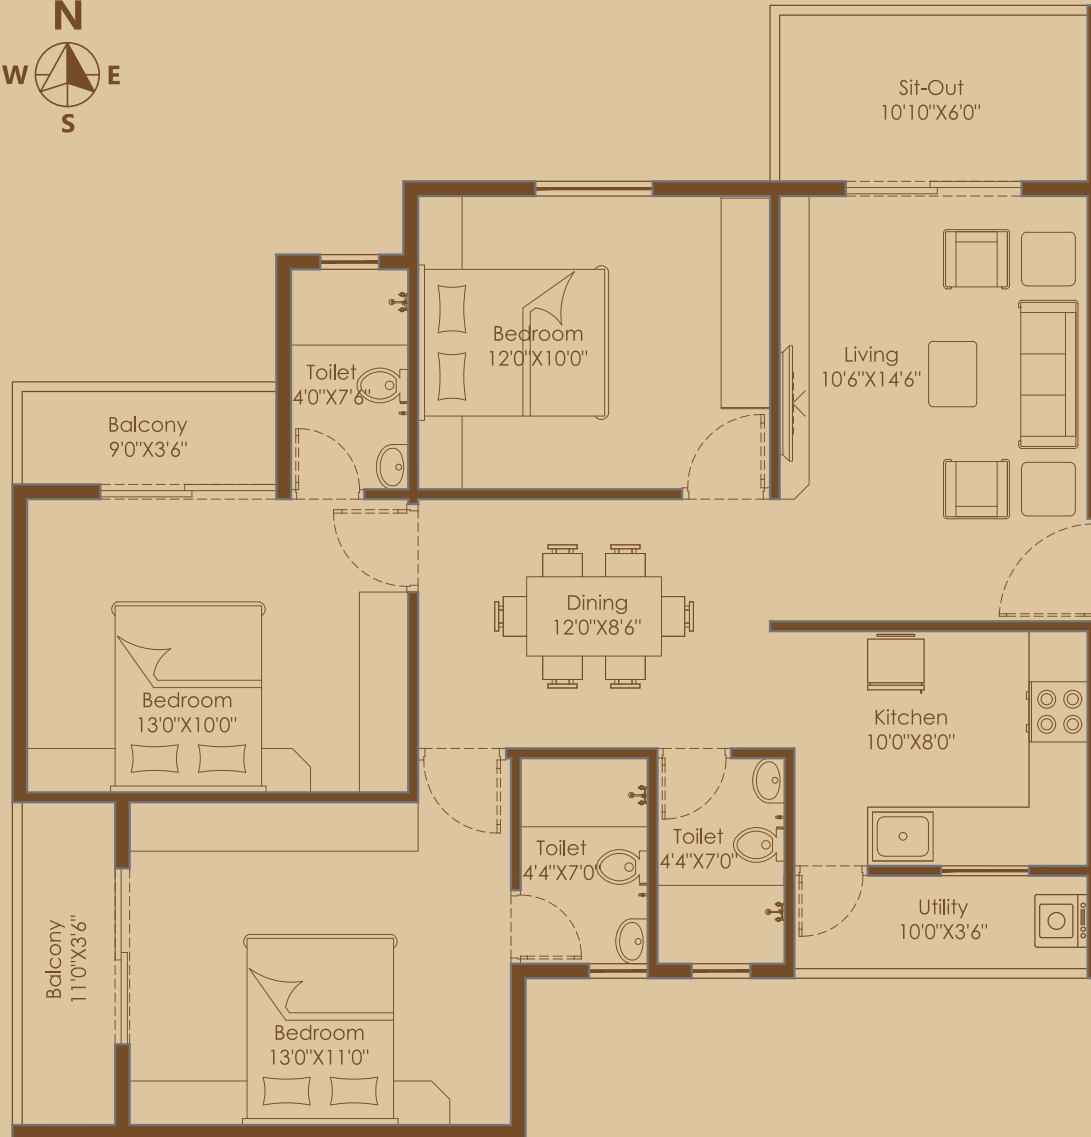 N
W E
S
Sit-Out
10'10"X6'0"
Bedroom
12'0"X10'0"
Living
10'6"X14'6"
Toilet
4'0"X7'6"
Balcony
9'0"X3'6"
Dining
12'0"X8'6"
Bedroom
13'0"X10'0"
Kitchen
10'0"X8'0"
Toilet
4'4"X7'0"
Toilet
4'4"X7'0"
Utility
10'0"X3'6"
Balcony
11'0"X3'6"
Bedroom
13'0"X11'0"